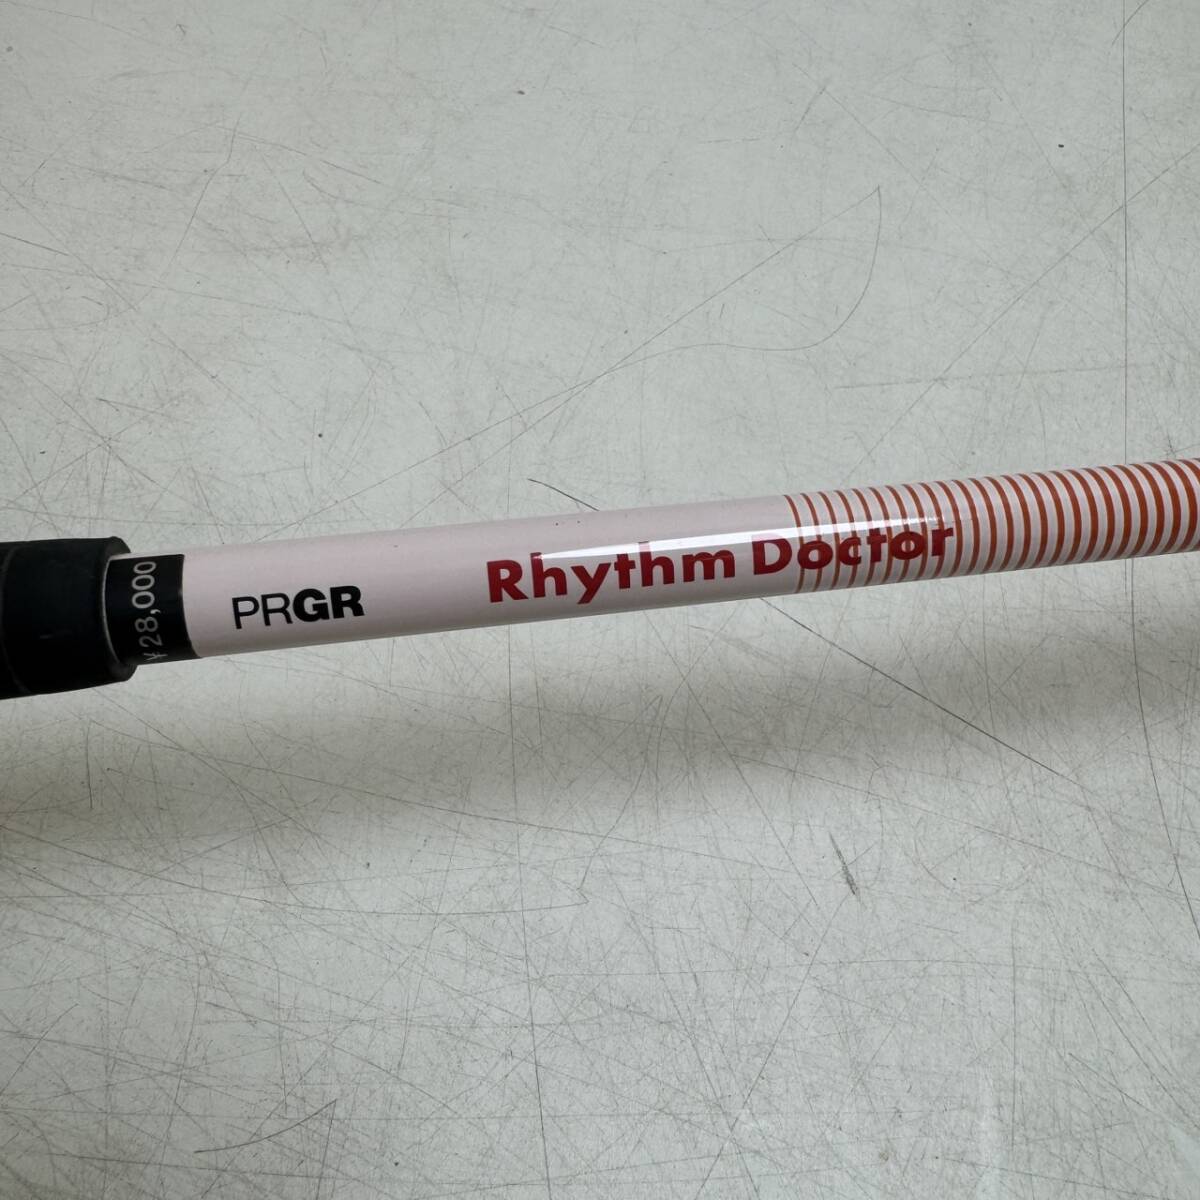 ¥28,000
PRGR
Rhythm Doctor